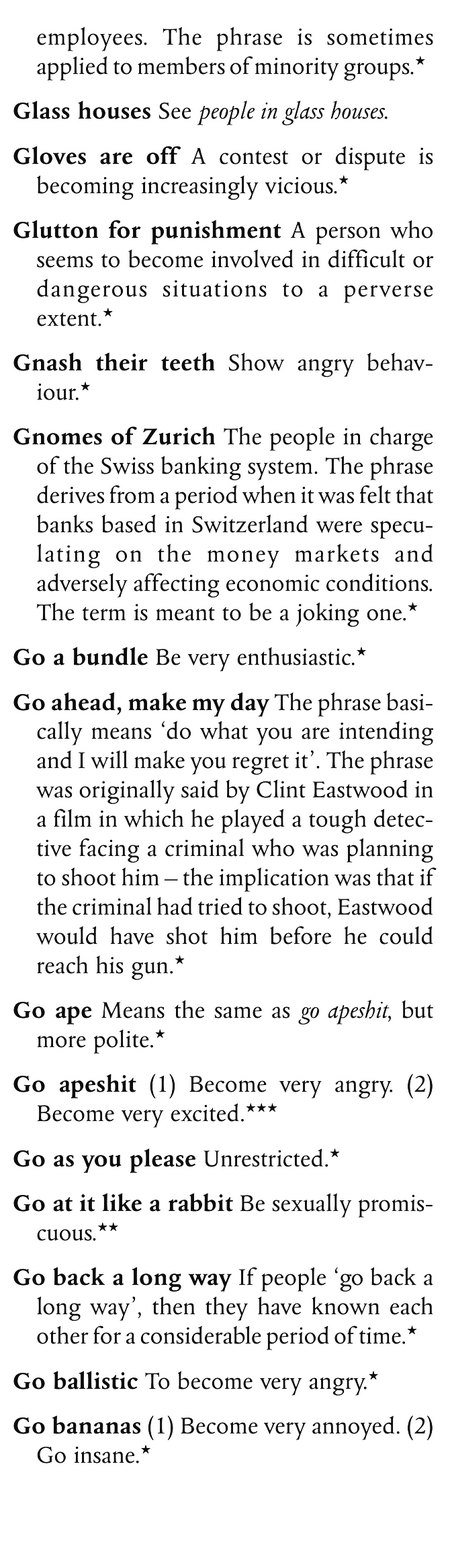 employees. The phrase is sometimes
applied to members of minority groups.★
Glass houses See people in glass houses.
Gloves are off A contest or dispute is
becoming increasingly vicious.★
Glutton for punishment A person who
seems to become involved in difficult or
dangerous situations to a perverse
extent.★
Gnash their teeth Show angry behav-
iour.★
Gnomes of Zurich The people in charge
of the Swiss banking system. The phrase
derives from a period when it was felt that
banks based in Switzerland were specu-
lating on the money markets and
adversely affecting economic conditions.
The term is meant to be a joking one.★
Go a bundle Be very enthusiastic.★
Go ahead, make my day The phrase basi-
cally means ‘do what you are intending
and I will make you regret it’. The phrase
was originally said by Clint Eastwood in
a film in which he played a tough detec-
tive facing a criminal who was planning
to shoot him – the implication was that if
the criminal had tried to shoot, Eastwood
would have shot him before he could
reach his gun.★
Go ape Means the same as go apeshit, but
more polite.★
Go apeshit (1) Become very angry. (2)
Become very excited.★★★
Go as you please Unrestricted.★
Go at it like a rabbit Be sexually promis-
cuous.★★
Go back a long way If people ‘go back a
long way’, then they have known each
other for a considerable period of time.★
Go ballistic To become very angry.★
Go bananas (1) Become very annoyed. (2)
Go insane.★